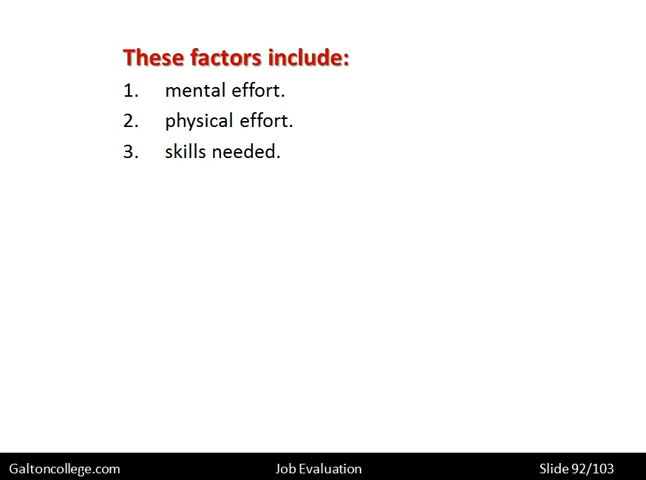 These factors include:
1. mental effort.
2. physical effort.
3. skills needed.
Galtoncollege.com Job Evaluation Slide 92/103